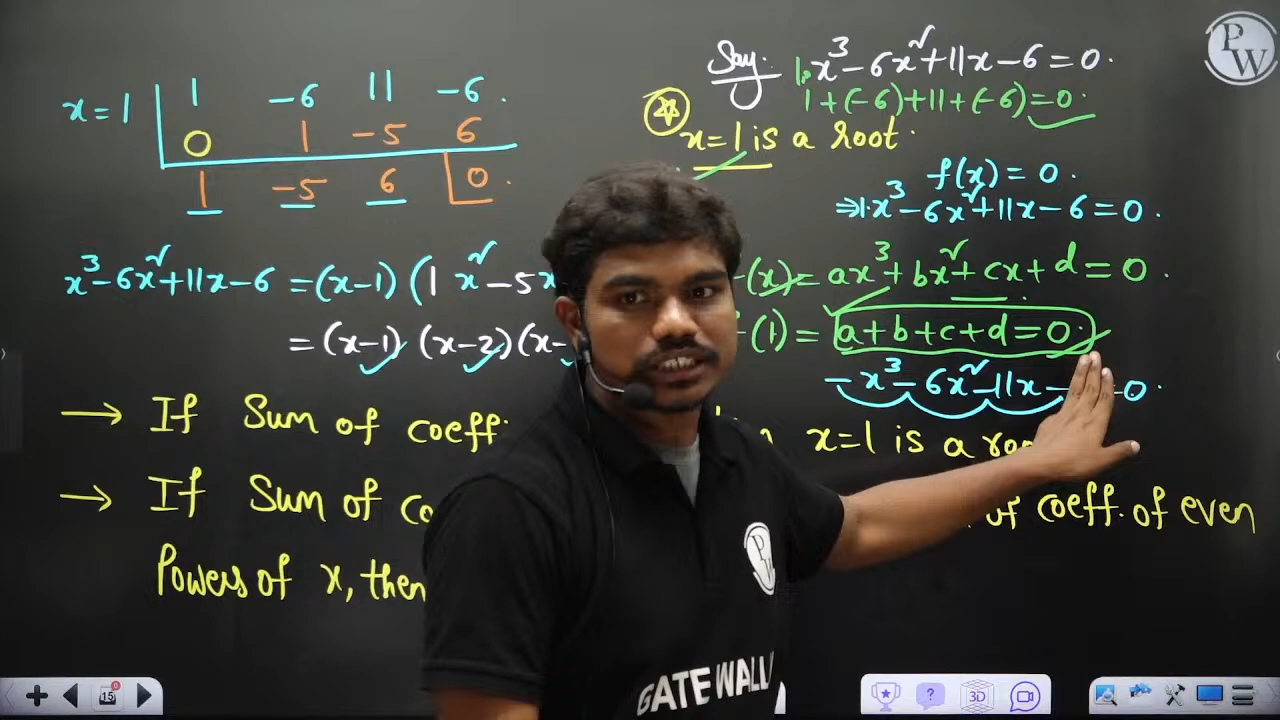 x=1 1 -6 11 -6.
0 1 -5 6
1 -5 6 0.
x³-6x²+11x-6 = (x-1) (1 x² -5x
= (x-1) (x-2) (x-
→ If Sum of coeff.
→ If Sum of
Powers of x, then
Say. 1.x³-6x²+11x-6=0.
1+(-6)+11+(-6)=0.
x=1 is a root.
f(x)=0.
⇒1.x³-6x²+11x-6=0.
(x)=ax³+bx²+cx+d=0.
(1)=a+b+c+d=0.
-x³-6x²-11x- 0.
x=1 is a
of coeff. of even
PW
P
W
GATE WALL
15
3D